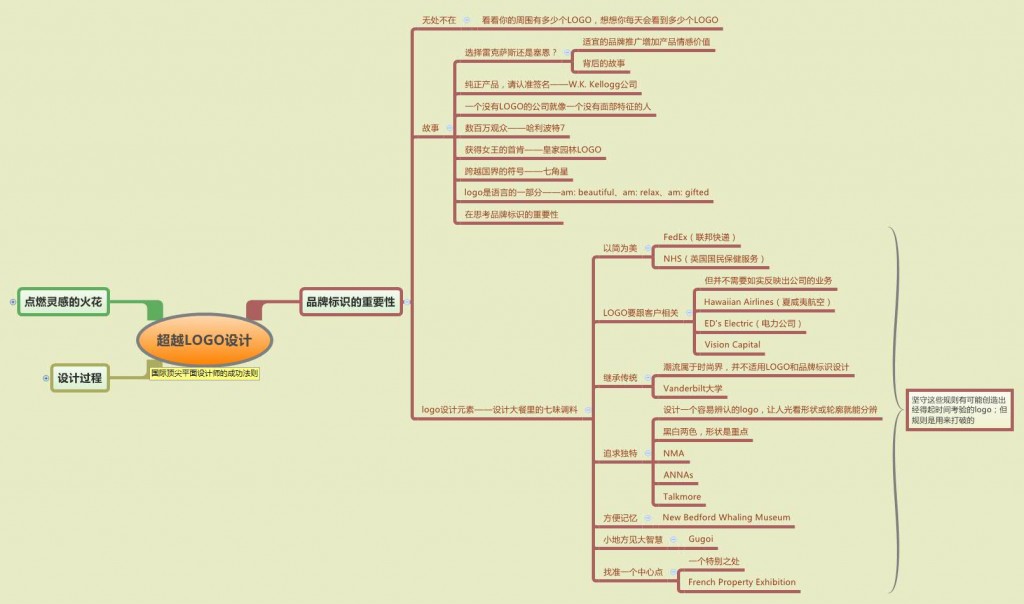 无处不在
看看你的周围有多少个LOGO，想想你每天会看到多少个LOGO
故事
选择雷克萨斯还是塞恩？
适宜的品牌推广增加产品情感价值
背后的故事
纯正产品，请认准签名——W.K. Kellogg公司
一个没有LOGO的公司就像一个没有面部特征的人
数百万观众——哈利波特7
获得女王的首肯——皇家园林LOGO
跨越国界的符号——七角星
logo是语言的一部分——am: beautiful、am: relax、am: gifted
在思考品牌标识的重要性
点燃灵感的火花
品牌标识的重要性
超越LOGO设计
国际顶尖平面设计师的成功法则
设计过程
logo设计元素——设计大餐里的七味调料
以简为美
FedEx（联邦快递）
NHS（美国国民保健服务）
LOGO要跟客户相关
但并不需要如实反映出公司的业务
Hawaiian Airlines（夏威夷航空）
ED's Electric（电力公司）
Vision Capital
继承传统
潮流属于时尚界，并不适用LOGO和品牌标识设计
Vanderbilt大学
追求独特
设计一个容易辨认的logo，让人光看形状或轮廓就能分辨
黑白两色，形状是重点
NMA
ANNAs
Talkmore
方便记忆
New Bedford Whaling Museum
小地方见大智慧
Gugoi
找准一个中心点
一个特别之处
French Property Exhibition
坚守这些规则有可能创造出
经得起时间考验的logo；但
规则是用来打破的